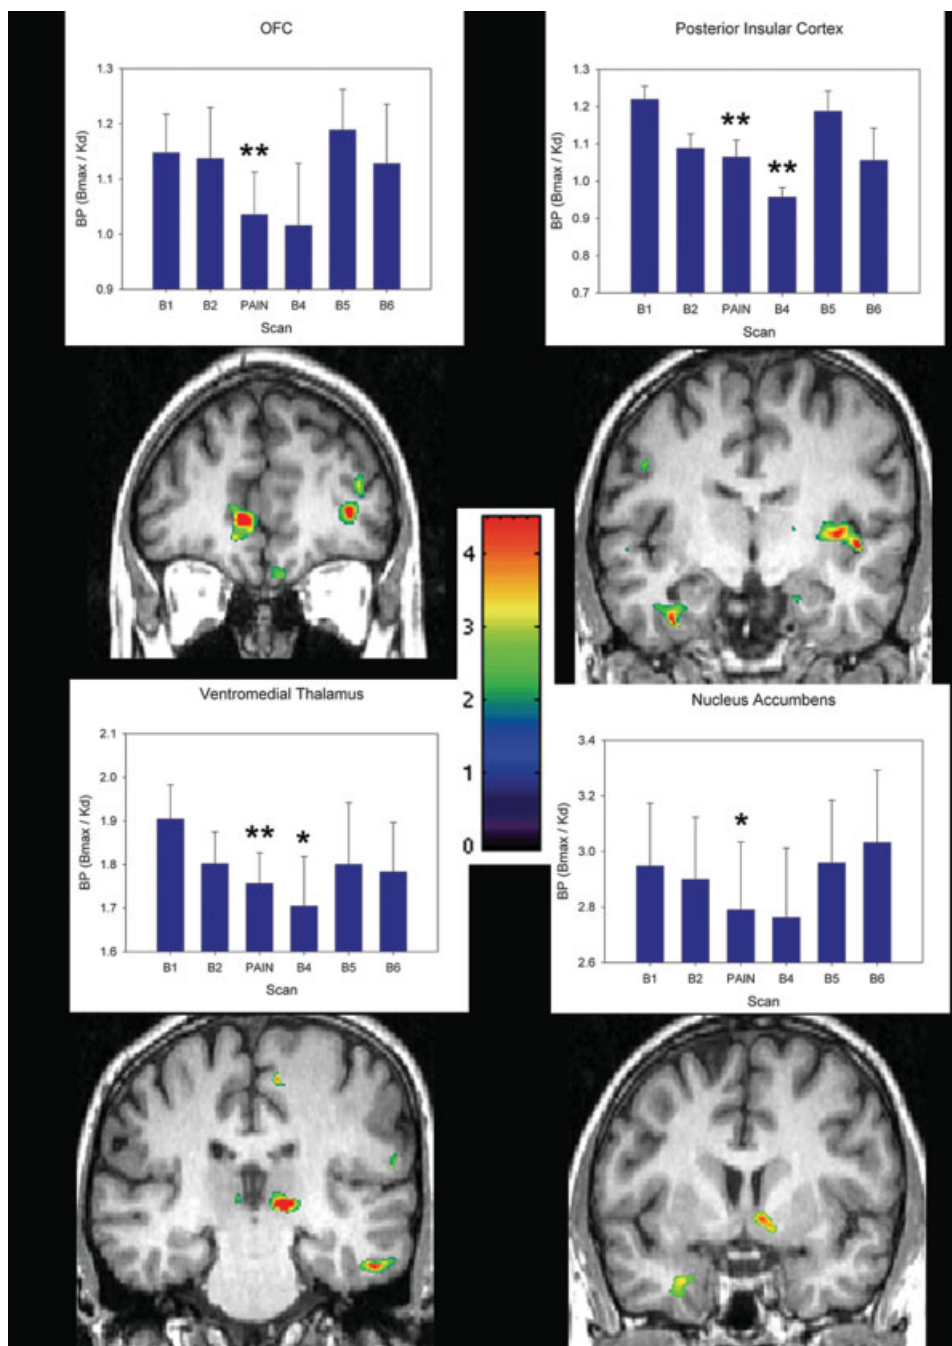 OFC
1.3
1.2
1.1
1.0
0.9
BP (Bmax / Kd)
**
B1 B2 PAIN B4 B5 B6
Scan
Posterior Insular Cortex
1.3
1.2
1.1
1.0
0.9
0.8
0.7
BP (Bmax / Kd)
**
**
B1 B2 PAIN B4 B5 B6
Scan
4
3
2
1
0
Ventromedial Thalamus
2.1
2.0
1.9
1.8
1.7
1.6
BP (Bmax / Kd)
** *
B1 B2 PAIN B4 B5 B6
Scan
Nucleus Accumbens
3.4
3.2
3.0
2.8
2.6
BP (Bmax / Kd)
*
B1 B2 PAIN B4 B5 B6
Scan